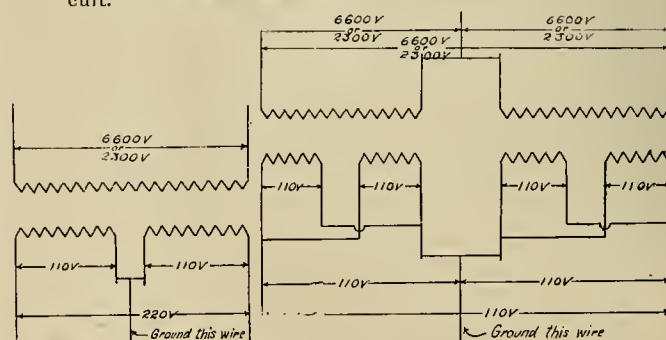 cuit.
6600V
or
2300V
6600V
or
2300V
6600V
or
2300V
6600V
or
2300V
110V
110V
110V
110V
110V
110V
110V
110V
220V
110V
Ground this wire
Ground this wire